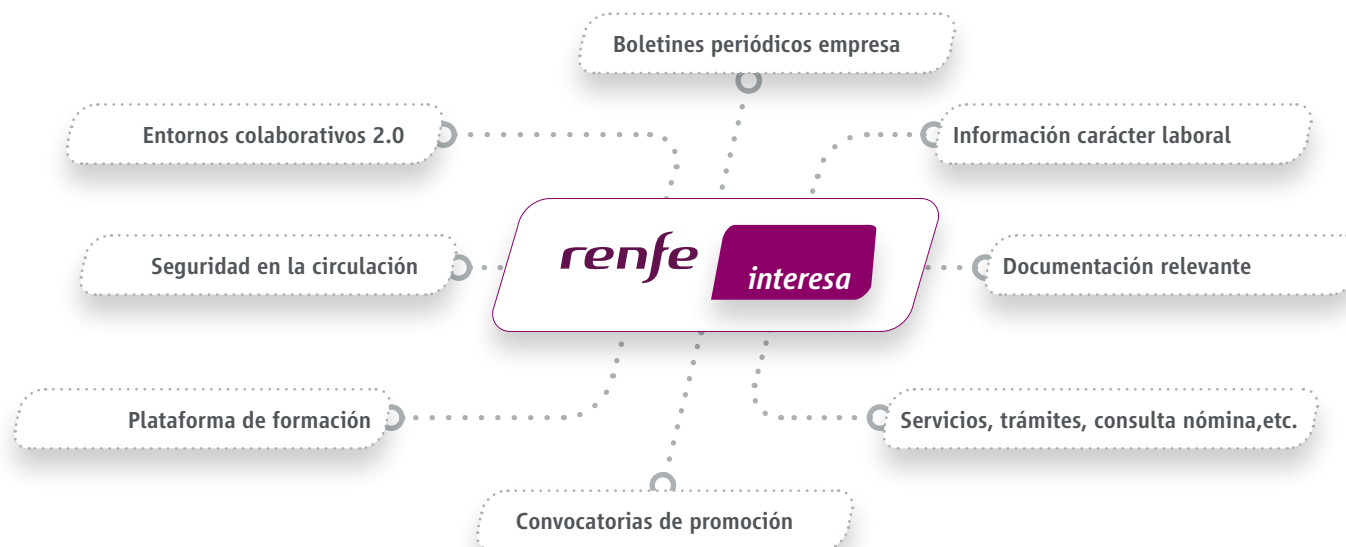 Boletines periódicos empresa
Entornos colaborativos 2.0
Información carácter laboral
renfe interesa
Seguridad en la circulación
Documentación relevante
Plataforma de formación
Servicios, trámites, consulta nómina,etc.
Convocatorias de promoción